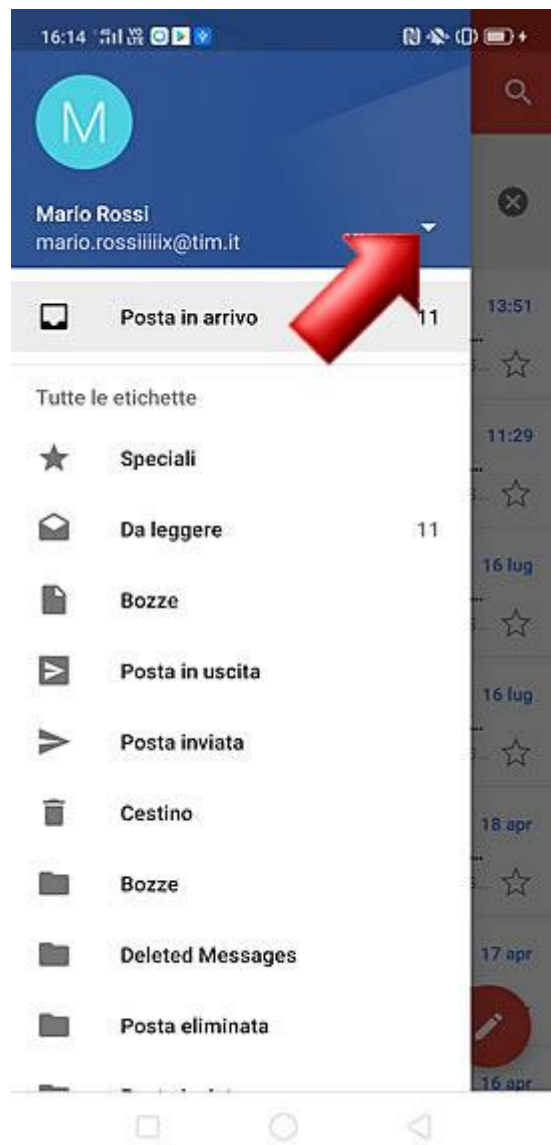 16:14
M
Mario Rossi
mario.rossiiiiix@tim.it
Posta in arrivo 11
13:51
Tutte le etichette
11:29
Speciali
Da leggere 11
16 lug
Bozze
Posta in uscita
16 lug
Posta inviata
Cestino
18 apr
Bozze
Deleted Messages
17 apr
Posta eliminata
16 apr